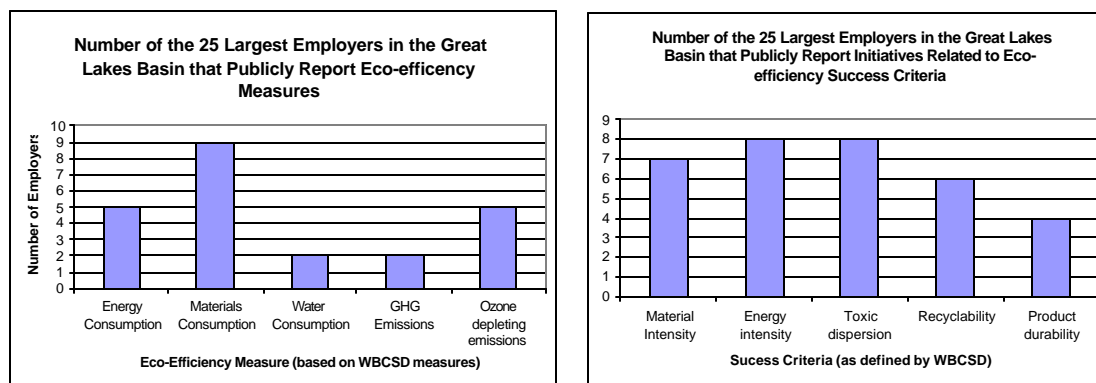 Number of the 25 Largest Employers in the Great
Lakes Basin that Publicly Report Eco-efficency
Measures
Number of Employers
10
9
8
7
6
5
4
3
2
1
0
Energy
Consumption
Materials
Consumption
Water
Consumption
GHG
Emissions
Ozone
depleting
emissions
Eco-Efficiency Measure (based on WBCSD measures)
Number of the 25 Largest Employers in the Great Lakes
Basin that Publicly Report Initiatives Related to Eco-
efficiency Success Criteria
9
8
7
6
5
4
3
2
1
0
Material
Intensity
Energy
intensity
Toxic
dispersion
Recyclability
Product
durability
Sucess Criteria (as defined by WBCSD)